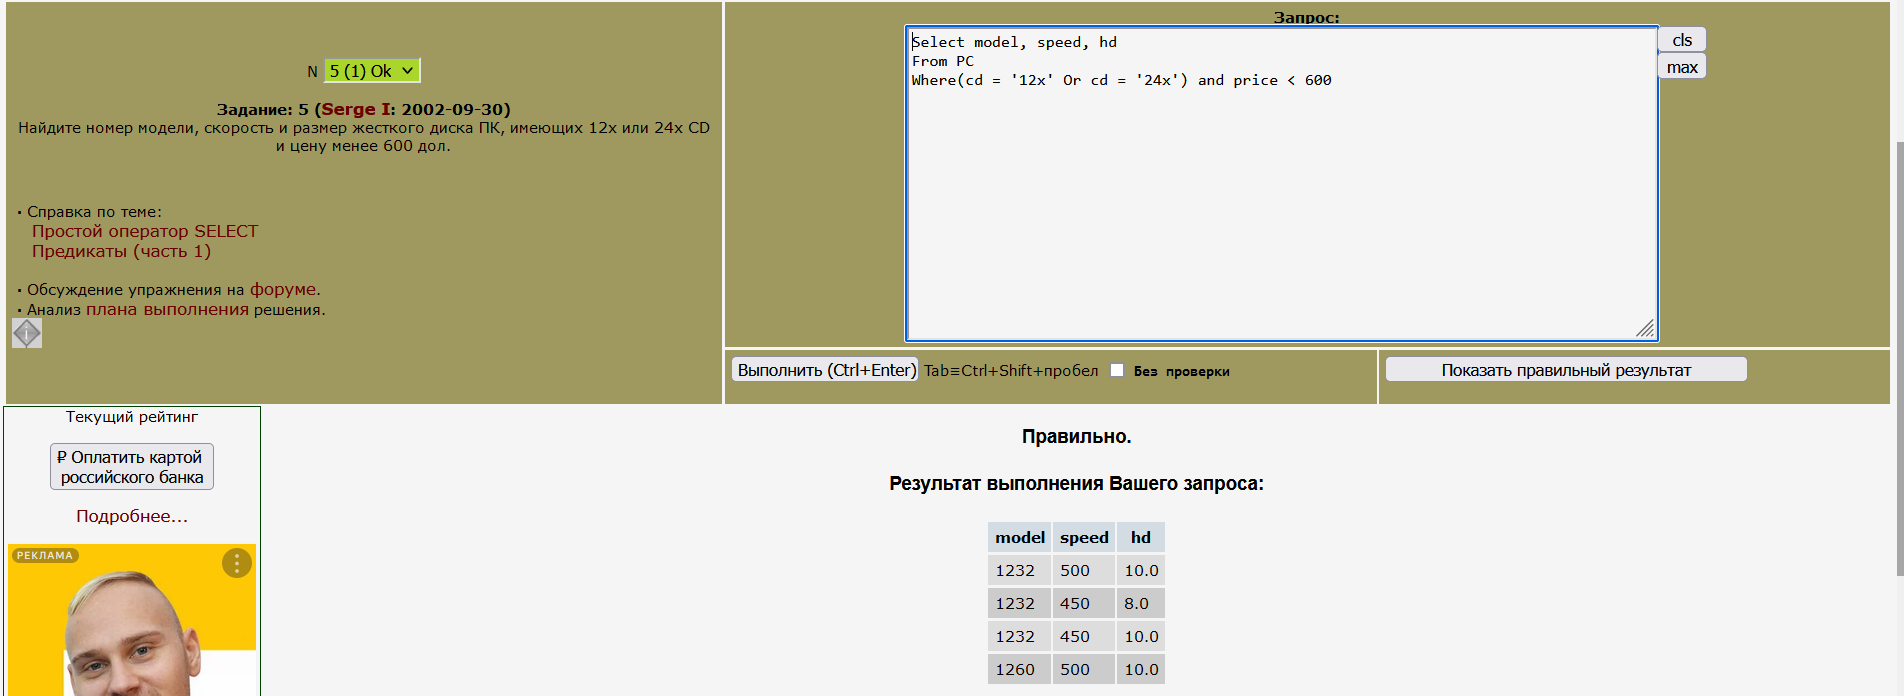 N 5 (1) Ok
Задание: 5 (Serge I: 2002-09-30)
Найдите номер модели, скорость и размер жесткого диска ПК, имеющих 12x или 24x CD
и цену менее 600 дол.
· Справка по теме:
Простой оператор SELECT
Предикаты (часть 1)
· Обсуждение упражнения на форуме.
· Анализ плана выполнения решения.
Запрос:
Select model, speed, hd
From PC
Where(cd = '12x' Or cd = '24x') and price < 600
cls
max
Выполнить (Ctrl+Enter) Tab≡Ctrl+Shift+пробел Без проверки
Показать правильный результат
Текущий рейтинг
₽ Оплатить картой
российского банка
Подробнее...
РЕКЛАМА
Правильно.
Результат выполнения Вашего запроса:
model speed hd
1232 500 10.0
1232 450 8.0
1232 450 10.0
1260 500 10.0